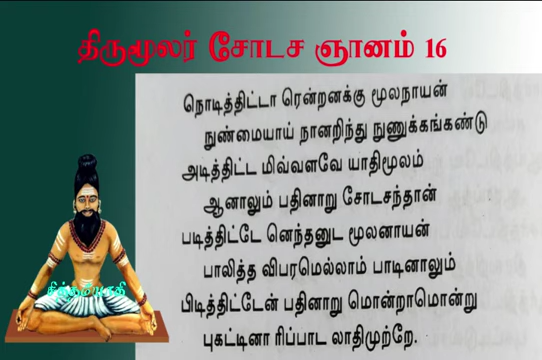 திருமூலர் சோடச ஞானம் 16
நொடித்திட்டா ரென்றனக்கு மூலநாயன்
நுண்மையாய் நானறிந்து நுணுக்கங்கண்டு
அடித்திட்ட மிவ்வளவே யாதிமூலம்
ஆனாலும் பதினாறு சோடசந்தான்
படித்திட்டே னெந்தனுட மூலனாயன்
பாலித்த விபரமெல்லாம் பாடினாலும்
பிடித்திட்டேன் பதினாறு மொன்றாமொன்று
புகட்டினா ரிப்பாட லாதிமுற்றே.